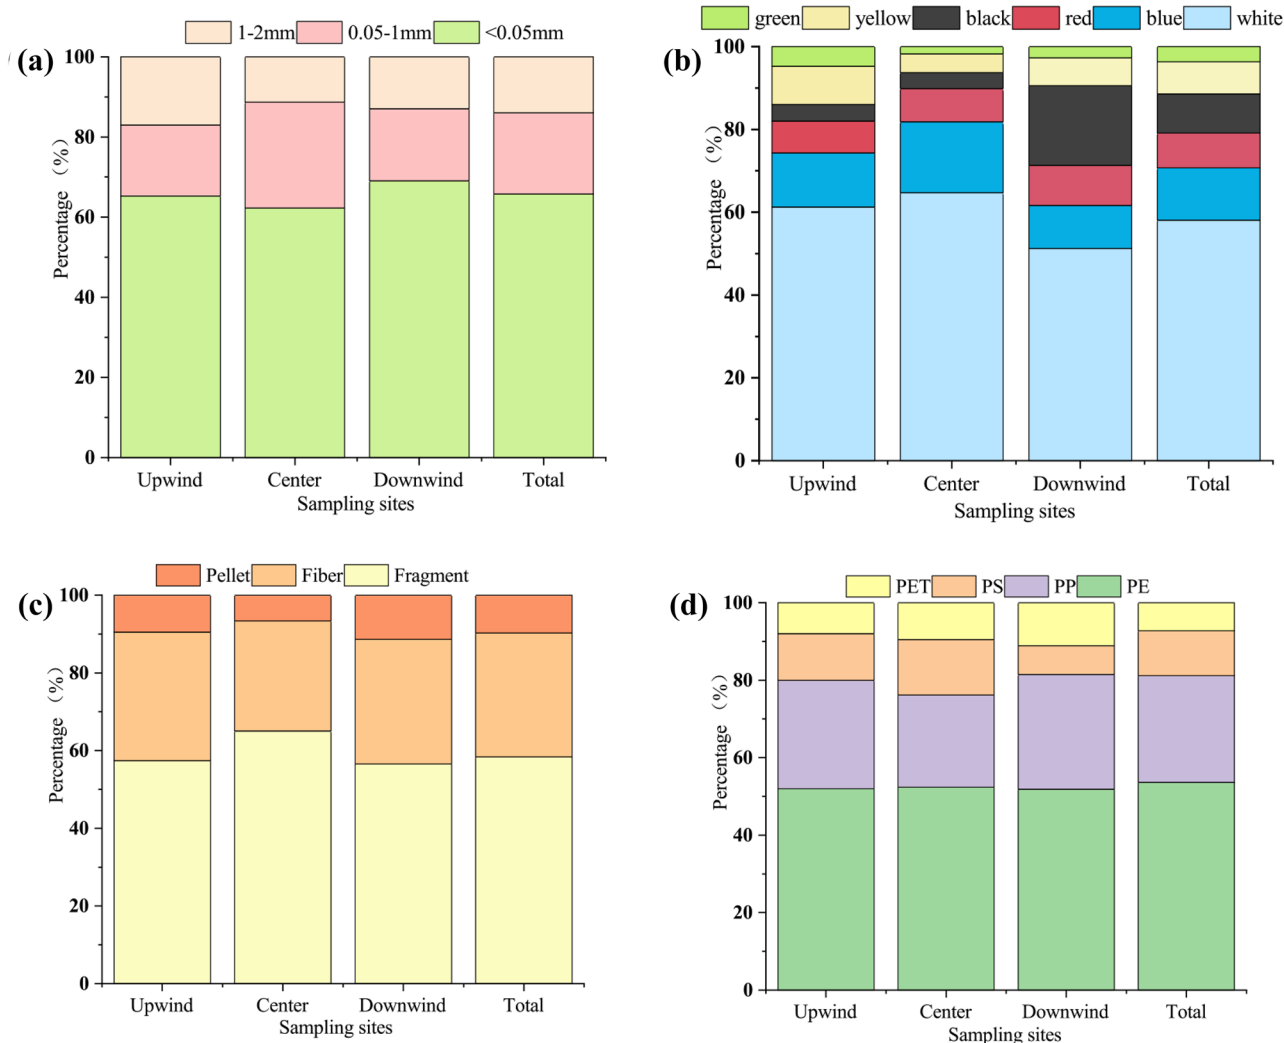 1-2mm 0.05-1mm <0.05mm
(a)
100
80
60
40
20
0
Percentage （%）
Upwind Center Downwind Total
Sampling sites
green yellow black red blue white
(b)
100
80
60
40
20
0
Percentage （%）
Upwind Center Downwind Total
Sampling sites
Pellet Fiber Fragment
(c)
100
80
60
40
20
0
Percentage （%）
Upwind Center Downwind Total
Sampling sites
PET PS PP PE
(d)
100
80
60
40
20
0
Percentage （%）
Upwind Center Downwind Total
Sampling sites